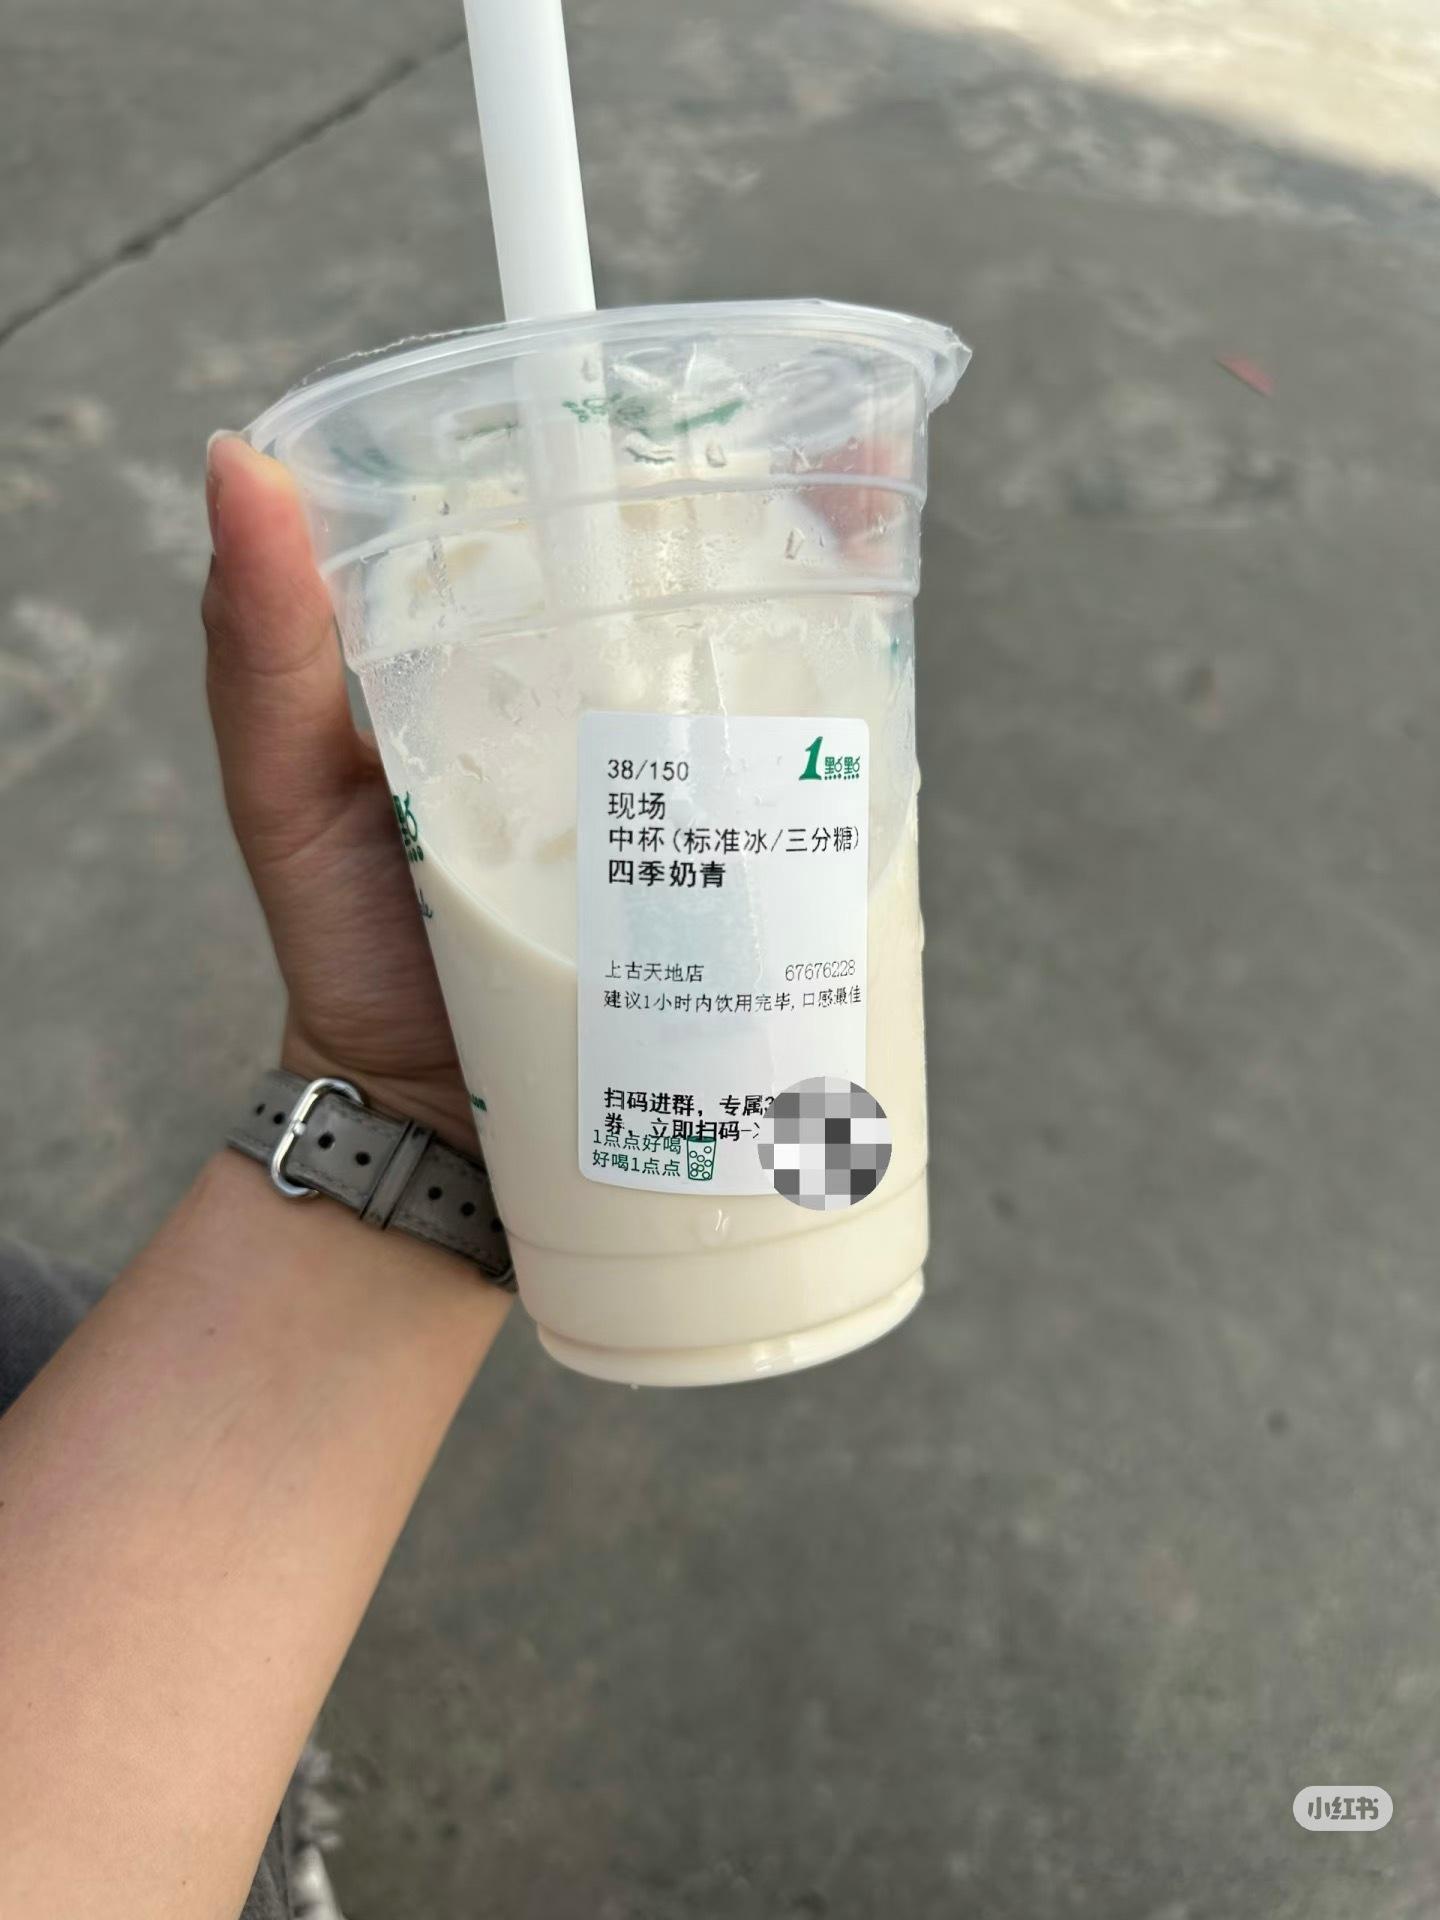 38/150
1點點
现场
中杯(标准冰/三分糖)
四季奶青
上古天地店 67676228
建议1小时内饮用完毕,口感最佳
扫码进群，专属
券，立即扫码
1点点好喝
好喝1点点
點
小红书